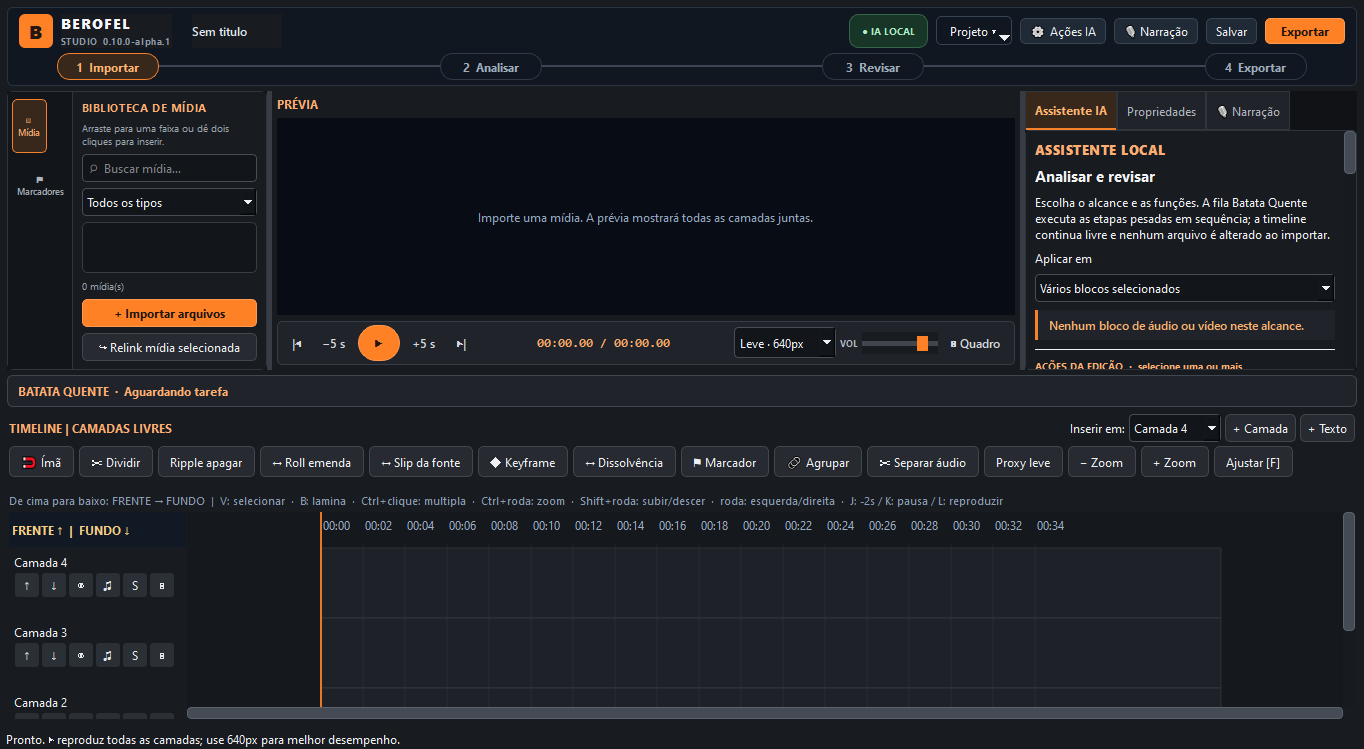 B
BEROFEL
STUDIO 0.10.0-alpha.1
Sem titulo
● IA LOCAL
Projeto
Ações IA
Narração
Salvar
Exportar
1 Importar
2 Analisar
3 Revisar
4 Exportar
Mídia
Marcadores
BIBLIOTECA DE MÍDIA
Arraste para uma faixa ou dê dois
cliques para inserir.
Buscar mídia...
Todos os tipos
0 mídia(s)
+ Importar arquivos
↪ Relink mídia selecionada
PRÉVIA
Importe uma mídia. A prévia mostrará todas as camadas juntas.
−5 s
+5 s
00:00.00 / 00:00.00
Leve · 640px
VOL
Quadro
Assistente IA
Propriedades
Narração
ASSISTENTE LOCAL
Analisar e revisar
Escolha o alcance e as funções. A fila Batata Quente
executa as etapas pesadas em sequência; a timeline
continua livre e nenhum arquivo é alterado ao importar.
Aplicar em
Vários blocos selecionados
Nenhum bloco de áudio ou vídeo neste alcance.
AÇÕES DA EDIÇÃO · selecione uma ou mais
BATATA QUENTE · Aguardando tarefa
TIMELINE | CAMADAS LIVRES
Inserir em:
Camada 4
+ Camada
+ Texto
Ímã
✂ Dividir
Ripple apagar
↔ Roll emenda
↔ Slip da fonte
◆ Keyframe
↔ Dissolvência
⚑ Marcador
Agrupar
✂ Separar áudio
Proxy leve
− Zoom
+ Zoom
Ajustar [F]
De cima para baixo: FRENTE → FUNDO | V: selecionar · B: lamina · Ctrl+clique: multipla · Ctrl+roda: zoom · Shift+roda: subir/descer · roda: esquerda/direita · J: -2s / K: pausa / L: reproduzir
FRENTE ↑ | FUNDO ↓
00:00 00:02 00:04 00:06 00:08 00:10 00:12 00:14 00:16 00:18 00:20 00:22 00:24 00:26 00:28 00:30 00:32 00:34
Camada 4
↑ ↓ ♫ S
Camada 3
↑ ↓ ♫ S
Camada 2
Pronto. ▶ reproduz todas as camadas; use 640px para melhor desempenho.